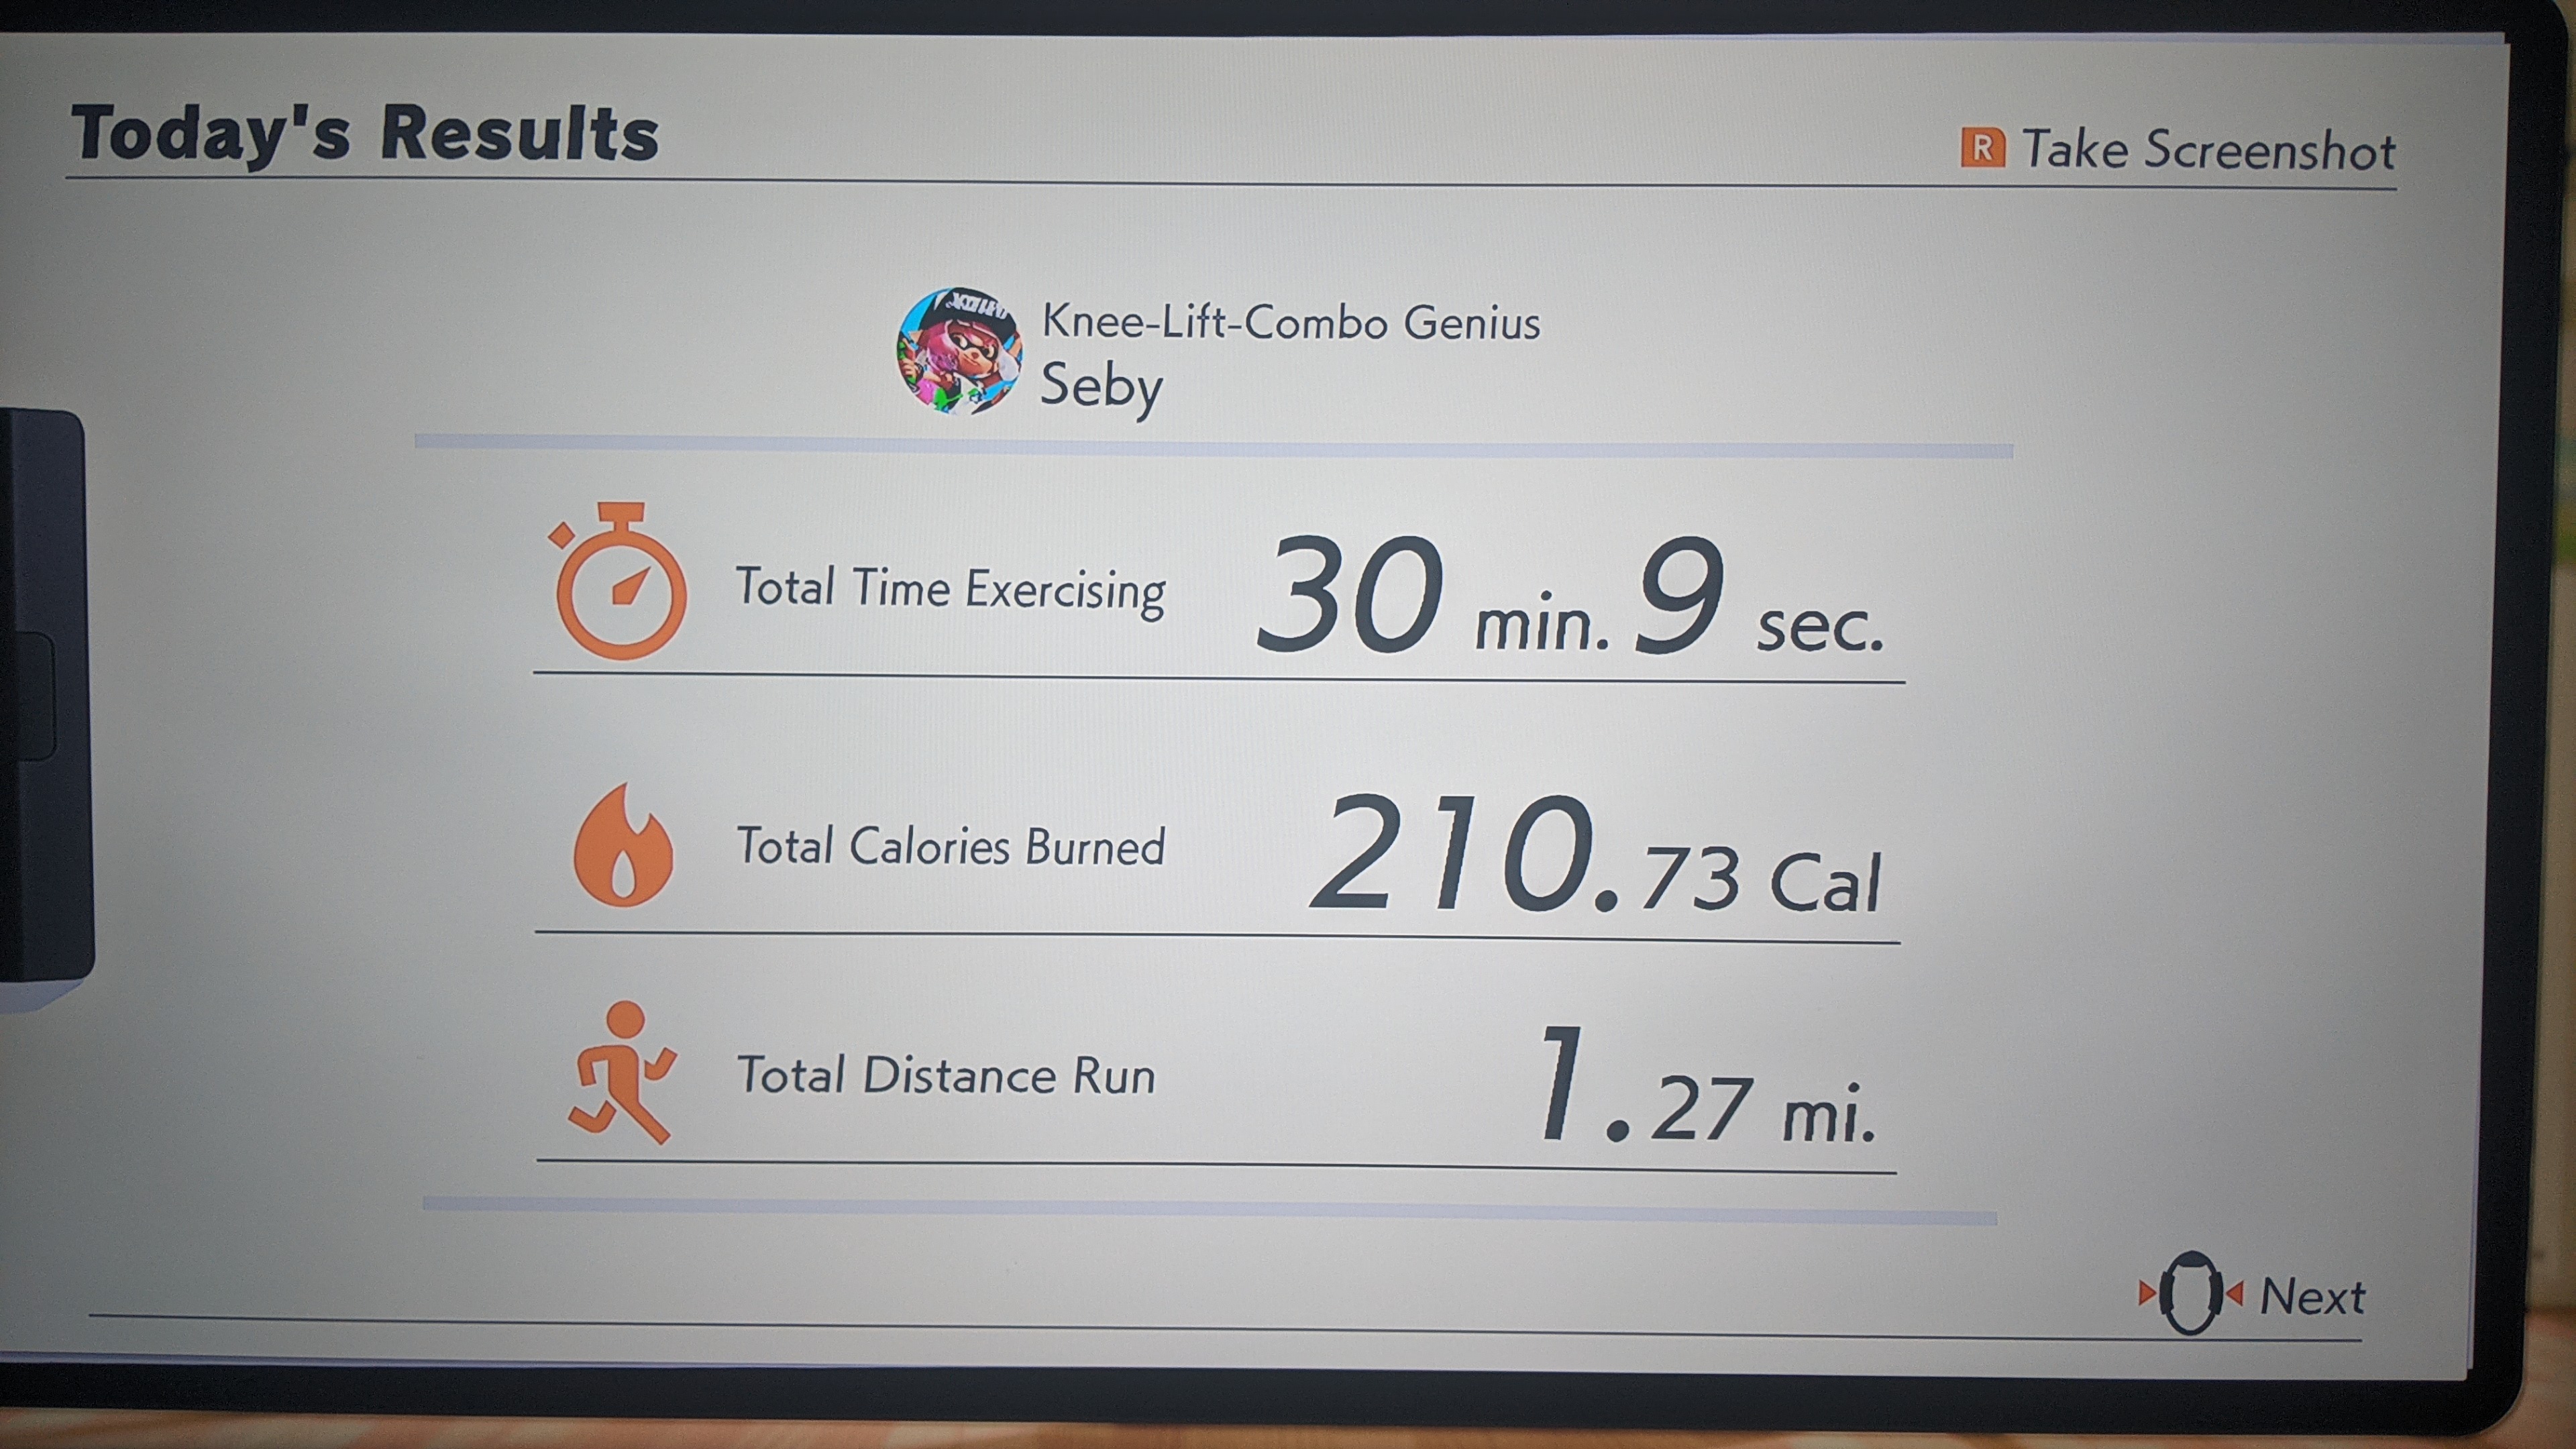 Today's Results
R Take Screenshot
Knee-Lift-Combo Genius
Seby
Total Time Exercising 30 min. 9 sec.
Total Calories Burned 210.73 Cal
Total Distance Run 1.27 mi.
Next